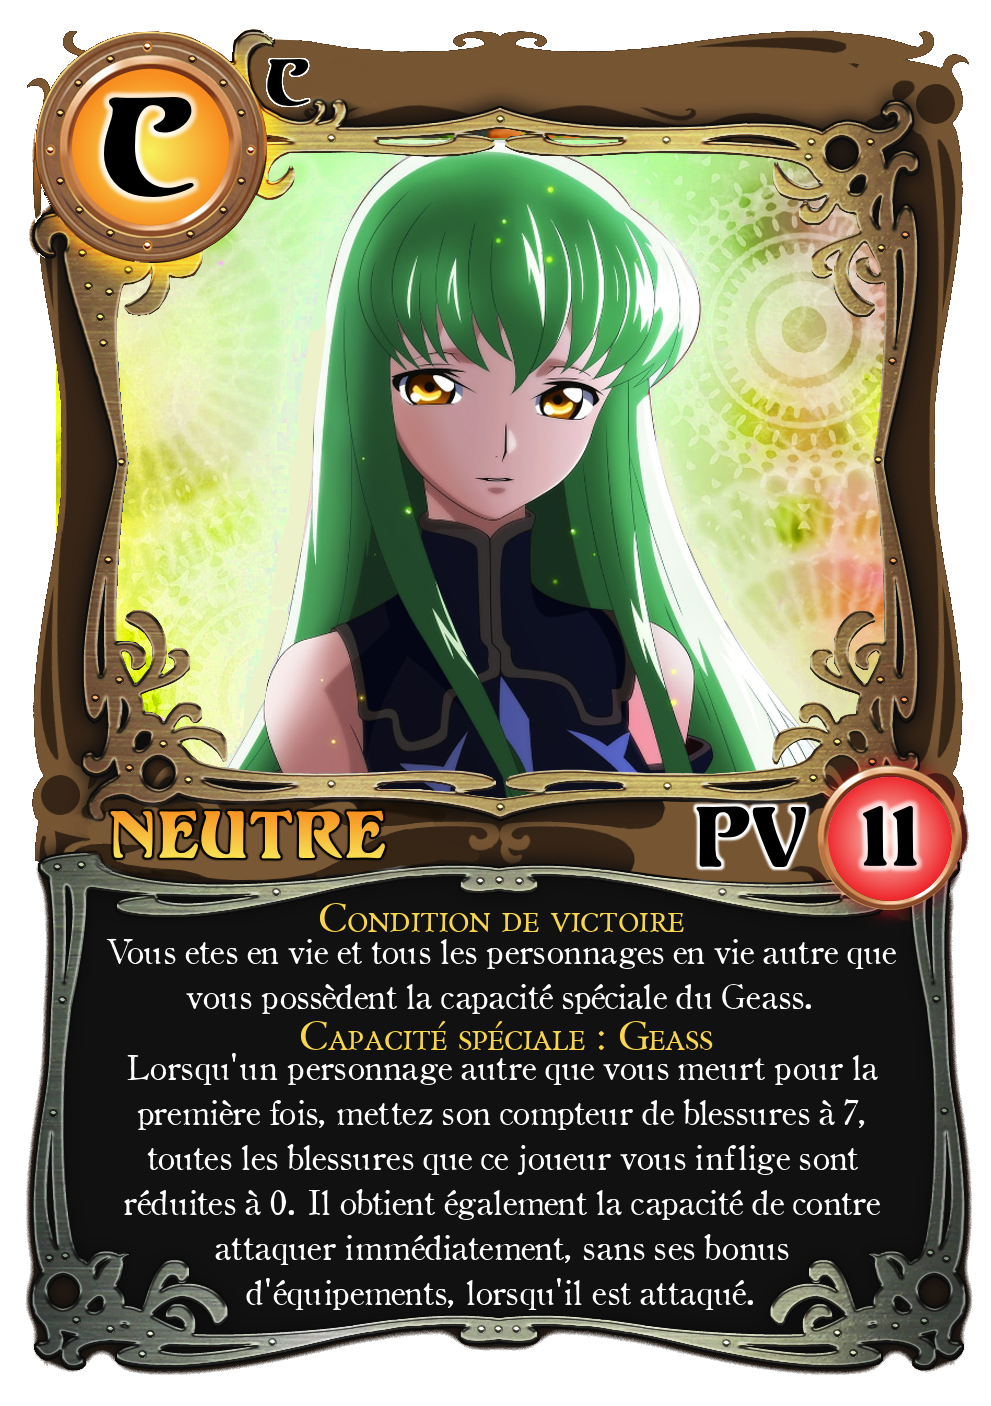 C
C
NEUTRE
PV 11
Condition de victoire
Vous etes en vie et tous les personnages en vie autre que
vous possèdent la capacité spéciale du Geass.
Capacité spéciale : Geass
Lorsqu'un personnage autre que vous meurt pour la
première fois, mettez son compteur de blessures à 7,
toutes les blessures que ce joueur vous inflige sont
réduites à 0. Il obtient également la capacité de contre
attaquer immédiatement, sans ses bonus
d'équipements, lorsqu'il est attaqué.